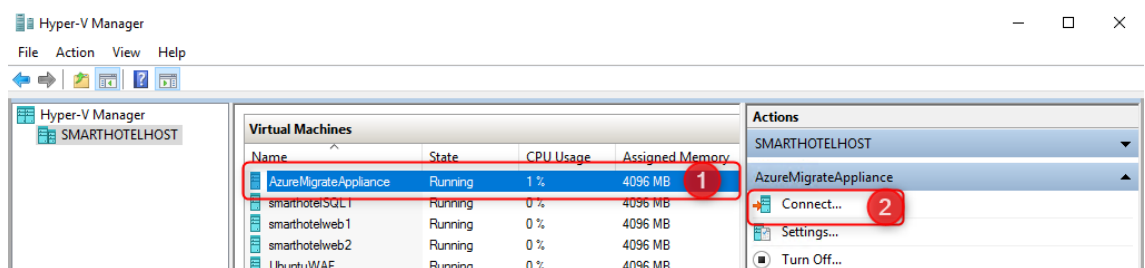 Hyper-V Manager
File Action View Help
Hyper-V Manager
SMARTHOTELHOST
Virtual Machines
Name State CPU Usage Assigned Memory
AzureMigrateAppliance Running 1 % 4096 MB 1
smarthotelSQL1 Running 0 % 4096 MB
smarthotelweb1 Running 0 % 4096 MB
smarthotelweb2 Running 0 % 4096 MB
UbuntuWAF Running 0 % 4096 MB
Actions
SMARTHOTELHOST
AzureMigrateAppliance
Connect... 2
Settings...
Turn Off...